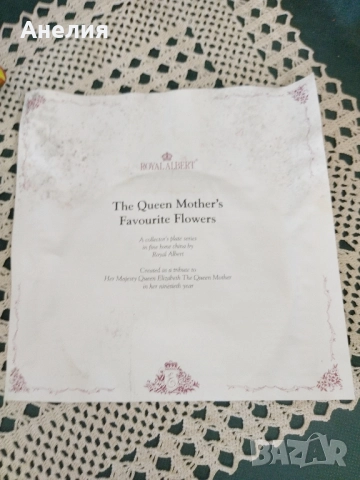 Анелия
ROYAL ALBERT
The Queen Mother's
Favourite Flowers
A collector's plate series
in fine bone china by
Royal Albert
Created as a tribute to
Her Majesty Queen Elizabeth The Queen Mother
in her ninetieth year
BAZAR